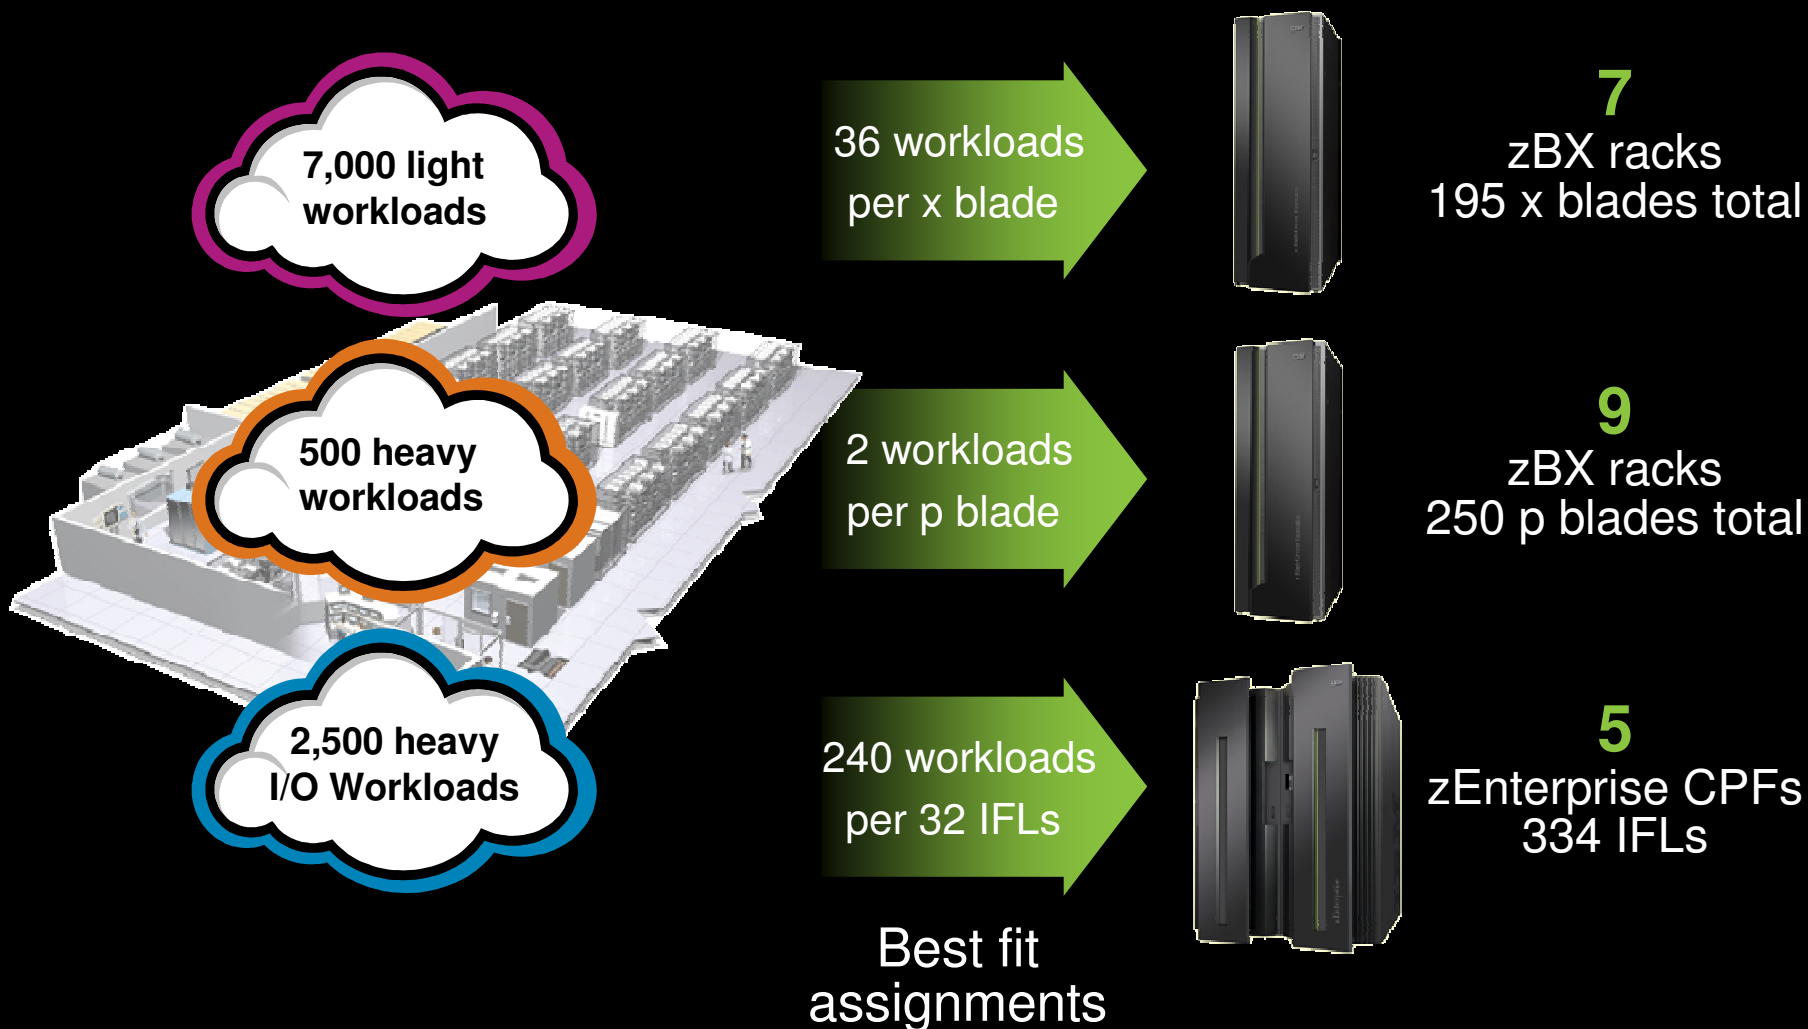 7,000 light
workloads
36 workloads
per x blade
7
zBX racks
195 x blades total
500 heavy
workloads
2 workloads
per p blade
9
zBX racks
250 p blades total
2,500 heavy
I/O Workloads
240 workloads
per 32 IFLs
5
zEnterprise CPFs
334 IFLs
Best fit
assignments